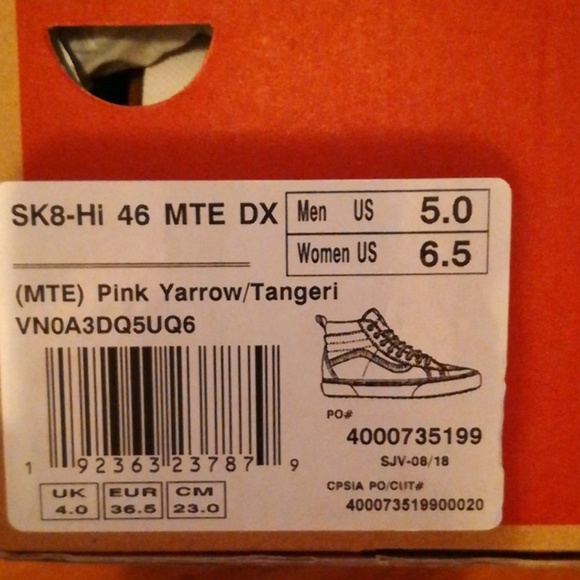 SK8-Hi 46 MTE DX
Men US 5.0
Women US 6.5
(MTE) Pink Yarrow/Tangeri
VN0A3DQ5UQ6
PO#
4000735199
SJV-08/18
1 92363 23787 9
CPSIA PO/CUT#
400073519900020
UK EUR CM
4.0 36.5 23.0